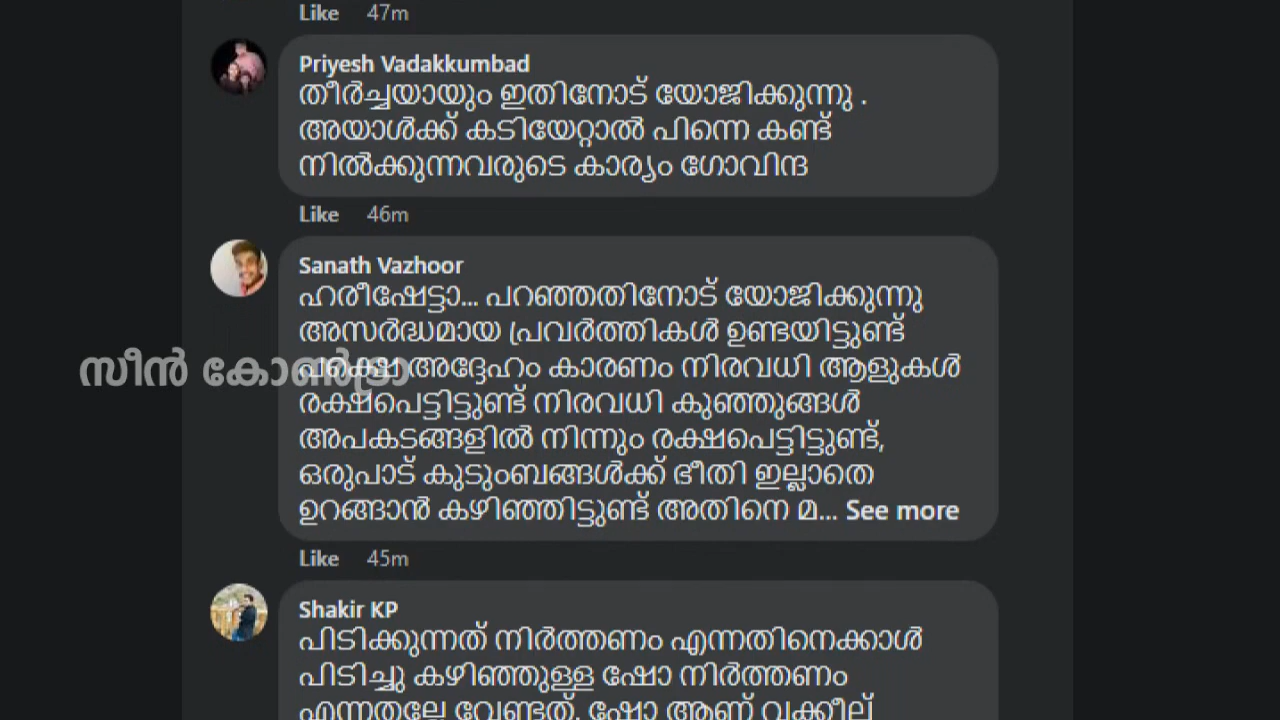 Like 47m
Priyesh Vadakkumbad
തീർച്ചയായും ഇതിനോട് യോജിക്കുന്നു .
അയാൾക്ക് കടിയേറ്റാൽ പിന്നെ കണ്ട്
നിൽക്കുന്നവരുടെ കാര്യം ഗോവിന്ദ
Like 46m
Sanath Vazhoor
ഹരീഷേട്ടാ... പറഞ്ഞതിനോട് യോജിക്കുന്നു
അസർദ്ധമായ പ്രവർത്തികൾ ഉണ്ടയിട്ടുണ്ട്
സീൻ കോൺട്രാ
പക്ഷെ അദ്ദേഹം കാരണം നിരവധി ആളുകൾ
രക്ഷപെട്ടിട്ടുണ്ട് നിരവധി കുഞ്ഞുങ്ങൾ
അപകടങ്ങളിൽ നിന്നും രക്ഷപെട്ടിട്ടുണ്ട്,
ഒരുപാട് കുടുംബങ്ങൾക്ക് ഭീതി ഇല്ലാതെ
ഉറങ്ങാൻ കഴിഞ്ഞിട്ടുണ്ട് അതിനെ മ... See more
Like 45m
Shakir KP
പിടിക്കുന്നത് നിർത്തണം എന്നതിനെക്കാൾ
പിടിച്ചു കഴിഞ്ഞുള്ള ഷോ നിർത്തണം
എന്നതല്ലേ വേണ്ടത്. ഷോ ആണ് വക്കീല്